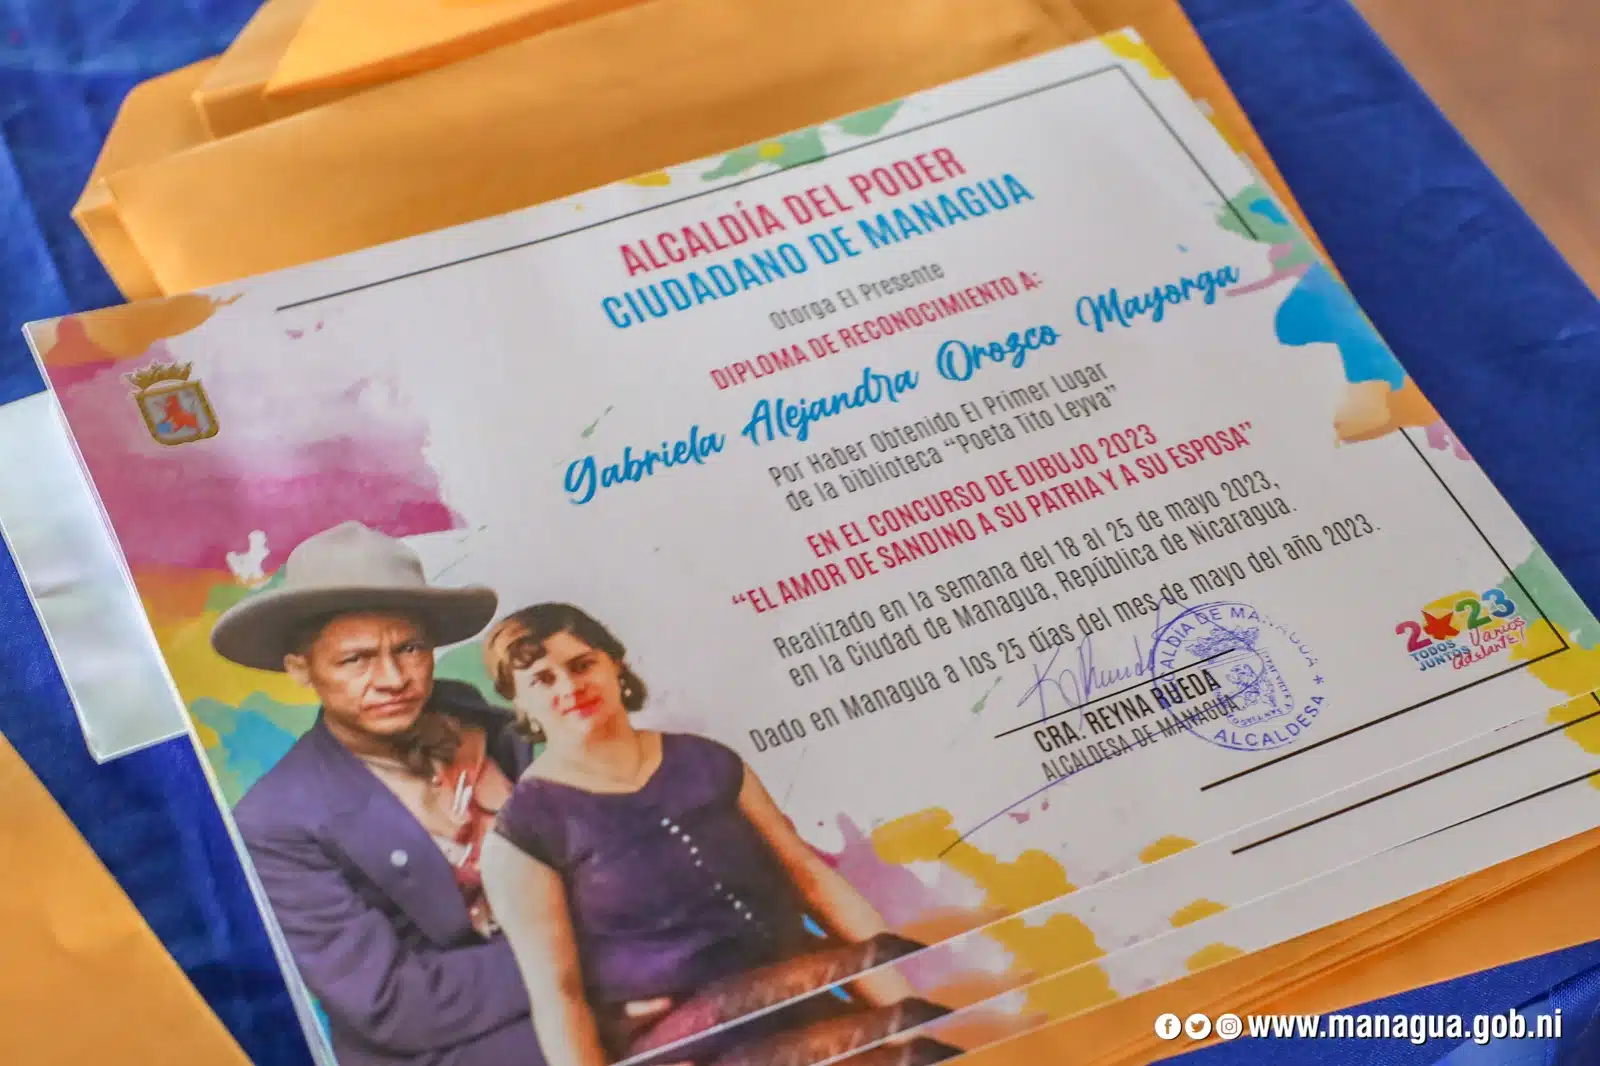 ALCALDÍA DEL PODER
CIUDADANO DE MANAGUA
Otorga El Presente
DIPLOMA DE RECONOCIMIENTO A:
Gabriela Alejandra Orozco Mayorga
Por Haber Obtenido El Primer Lugar
de la biblioteca "Poeta Tito Leyva"
EN EL CONCURSO DE DIBUJO 2023
"EL AMOR DE SANDINO A SU PATRIA Y A SU ESPOSA"
Realizado en la semana del 18 al 25 de mayo 2023,
en la Ciudad de Managua, República de Nicaragua.
Dado en Managua a los 25 días del mes de mayo del año 2023.
CRA. REYNA RUEDA
ALCALDESA DE MANAGUA
ALCALDIA DE MANAGUA * ALCALDESA
2023
TODOS JUNTOS
Vamos adelante!
www.managua.gob.ni